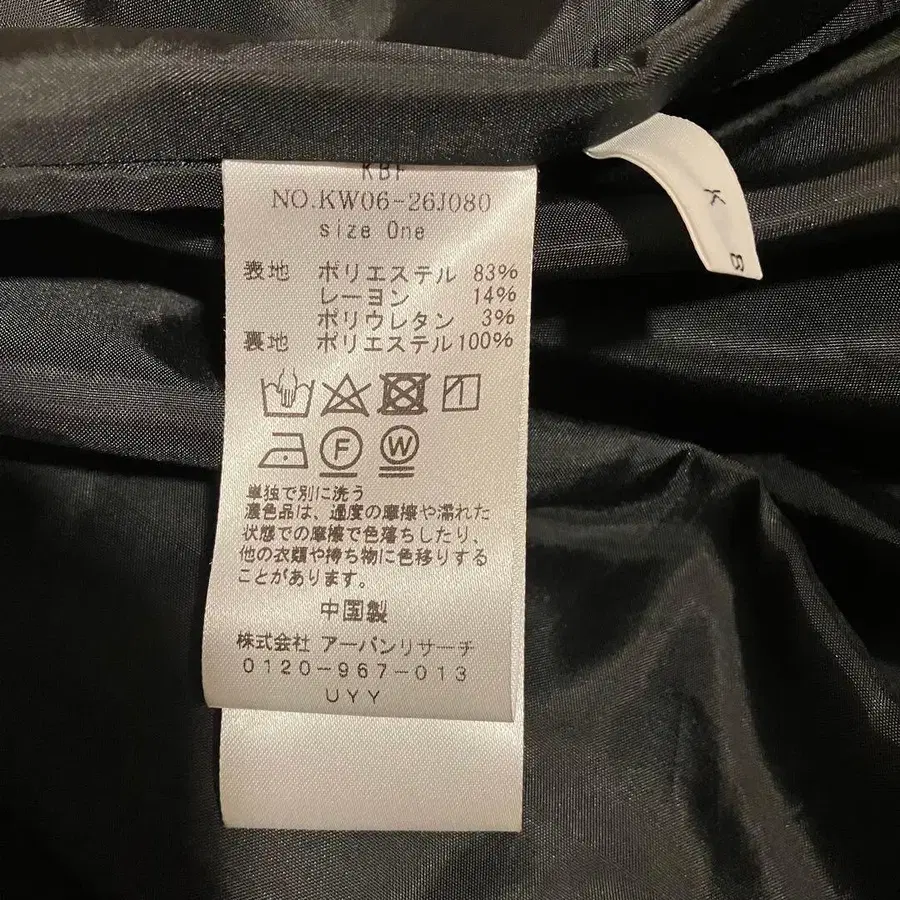 KBF
NO.KW06-26J080
size One
表地 ポリエステル 83%
レーヨン 14%
ポリウレタン 3%
裏地 ポリエステル100%
F W
単独で別に洗う
濃色品は、過度の摩擦や濡れた
状態での摩擦で色落ちしたり、
他の衣類や持ち物に色移りする
ことがあります。
中国製
株式会社 アーバンリサーチ
0120-967-013
UYY
K
B